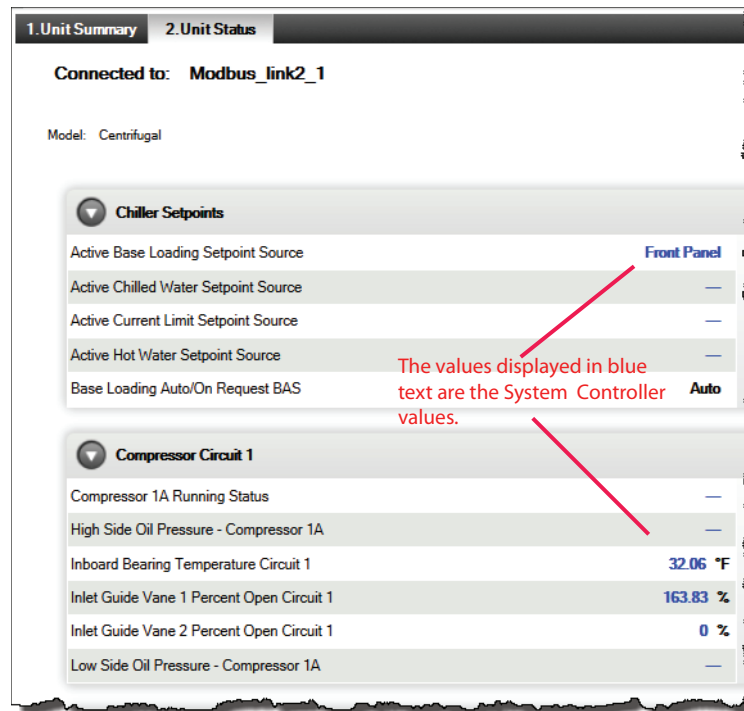 1.Unit Summary 2.Unit Status
Connected to: Modbus_link2_1
Model: Centrifugal
Chiller Setpoints
Active Base Loading Setpoint Source Front Panel
Active Chilled Water Setpoint Source —
Active Current Limit Setpoint Source —
Active Hot Water Setpoint Source —
Base Loading Auto/On Request BAS Auto
The values displayed in blue
text are the System Controller
values.
Compressor Circuit 1
Compressor 1A Running Status —
High Side Oil Pressure - Compressor 1A —
Inboard Bearing Temperature Circuit 1 32.06 °F
Inlet Guide Vane 1 Percent Open Circuit 1 163.83 %
Inlet Guide Vane 2 Percent Open Circuit 1 0 %
Low Side Oil Pressure - Compressor 1A —